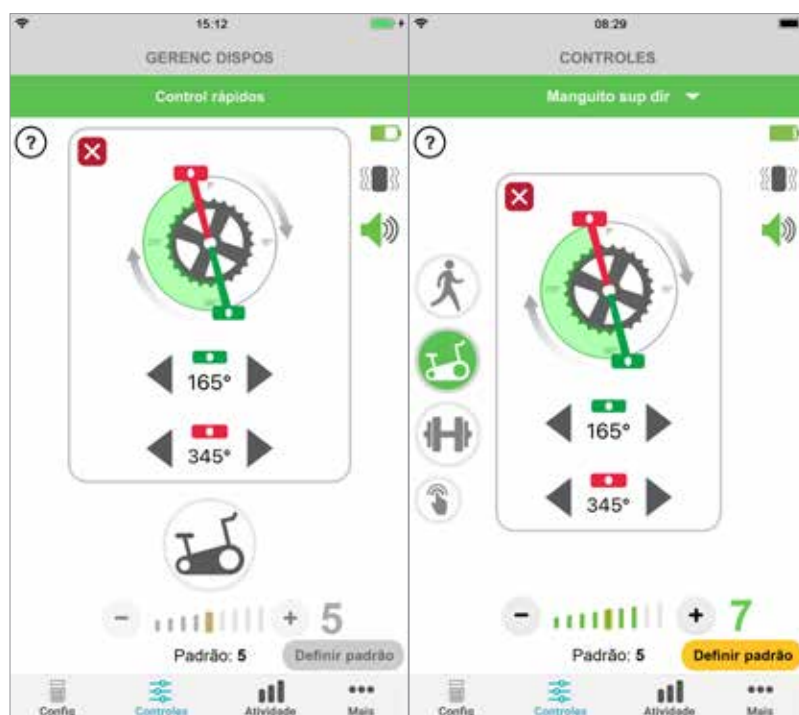 15:12
GERENC DISPOS
Control rápidos
?
165°
345°
5
Padrão: 5
Definir padrão
Config
Controles
Atividade
Mais
08:29
CONTROLES
Manguito sup dir
?
165°
345°
7
Padrão: 5
Definir padrão
Config
Controles
Atividade
Mais